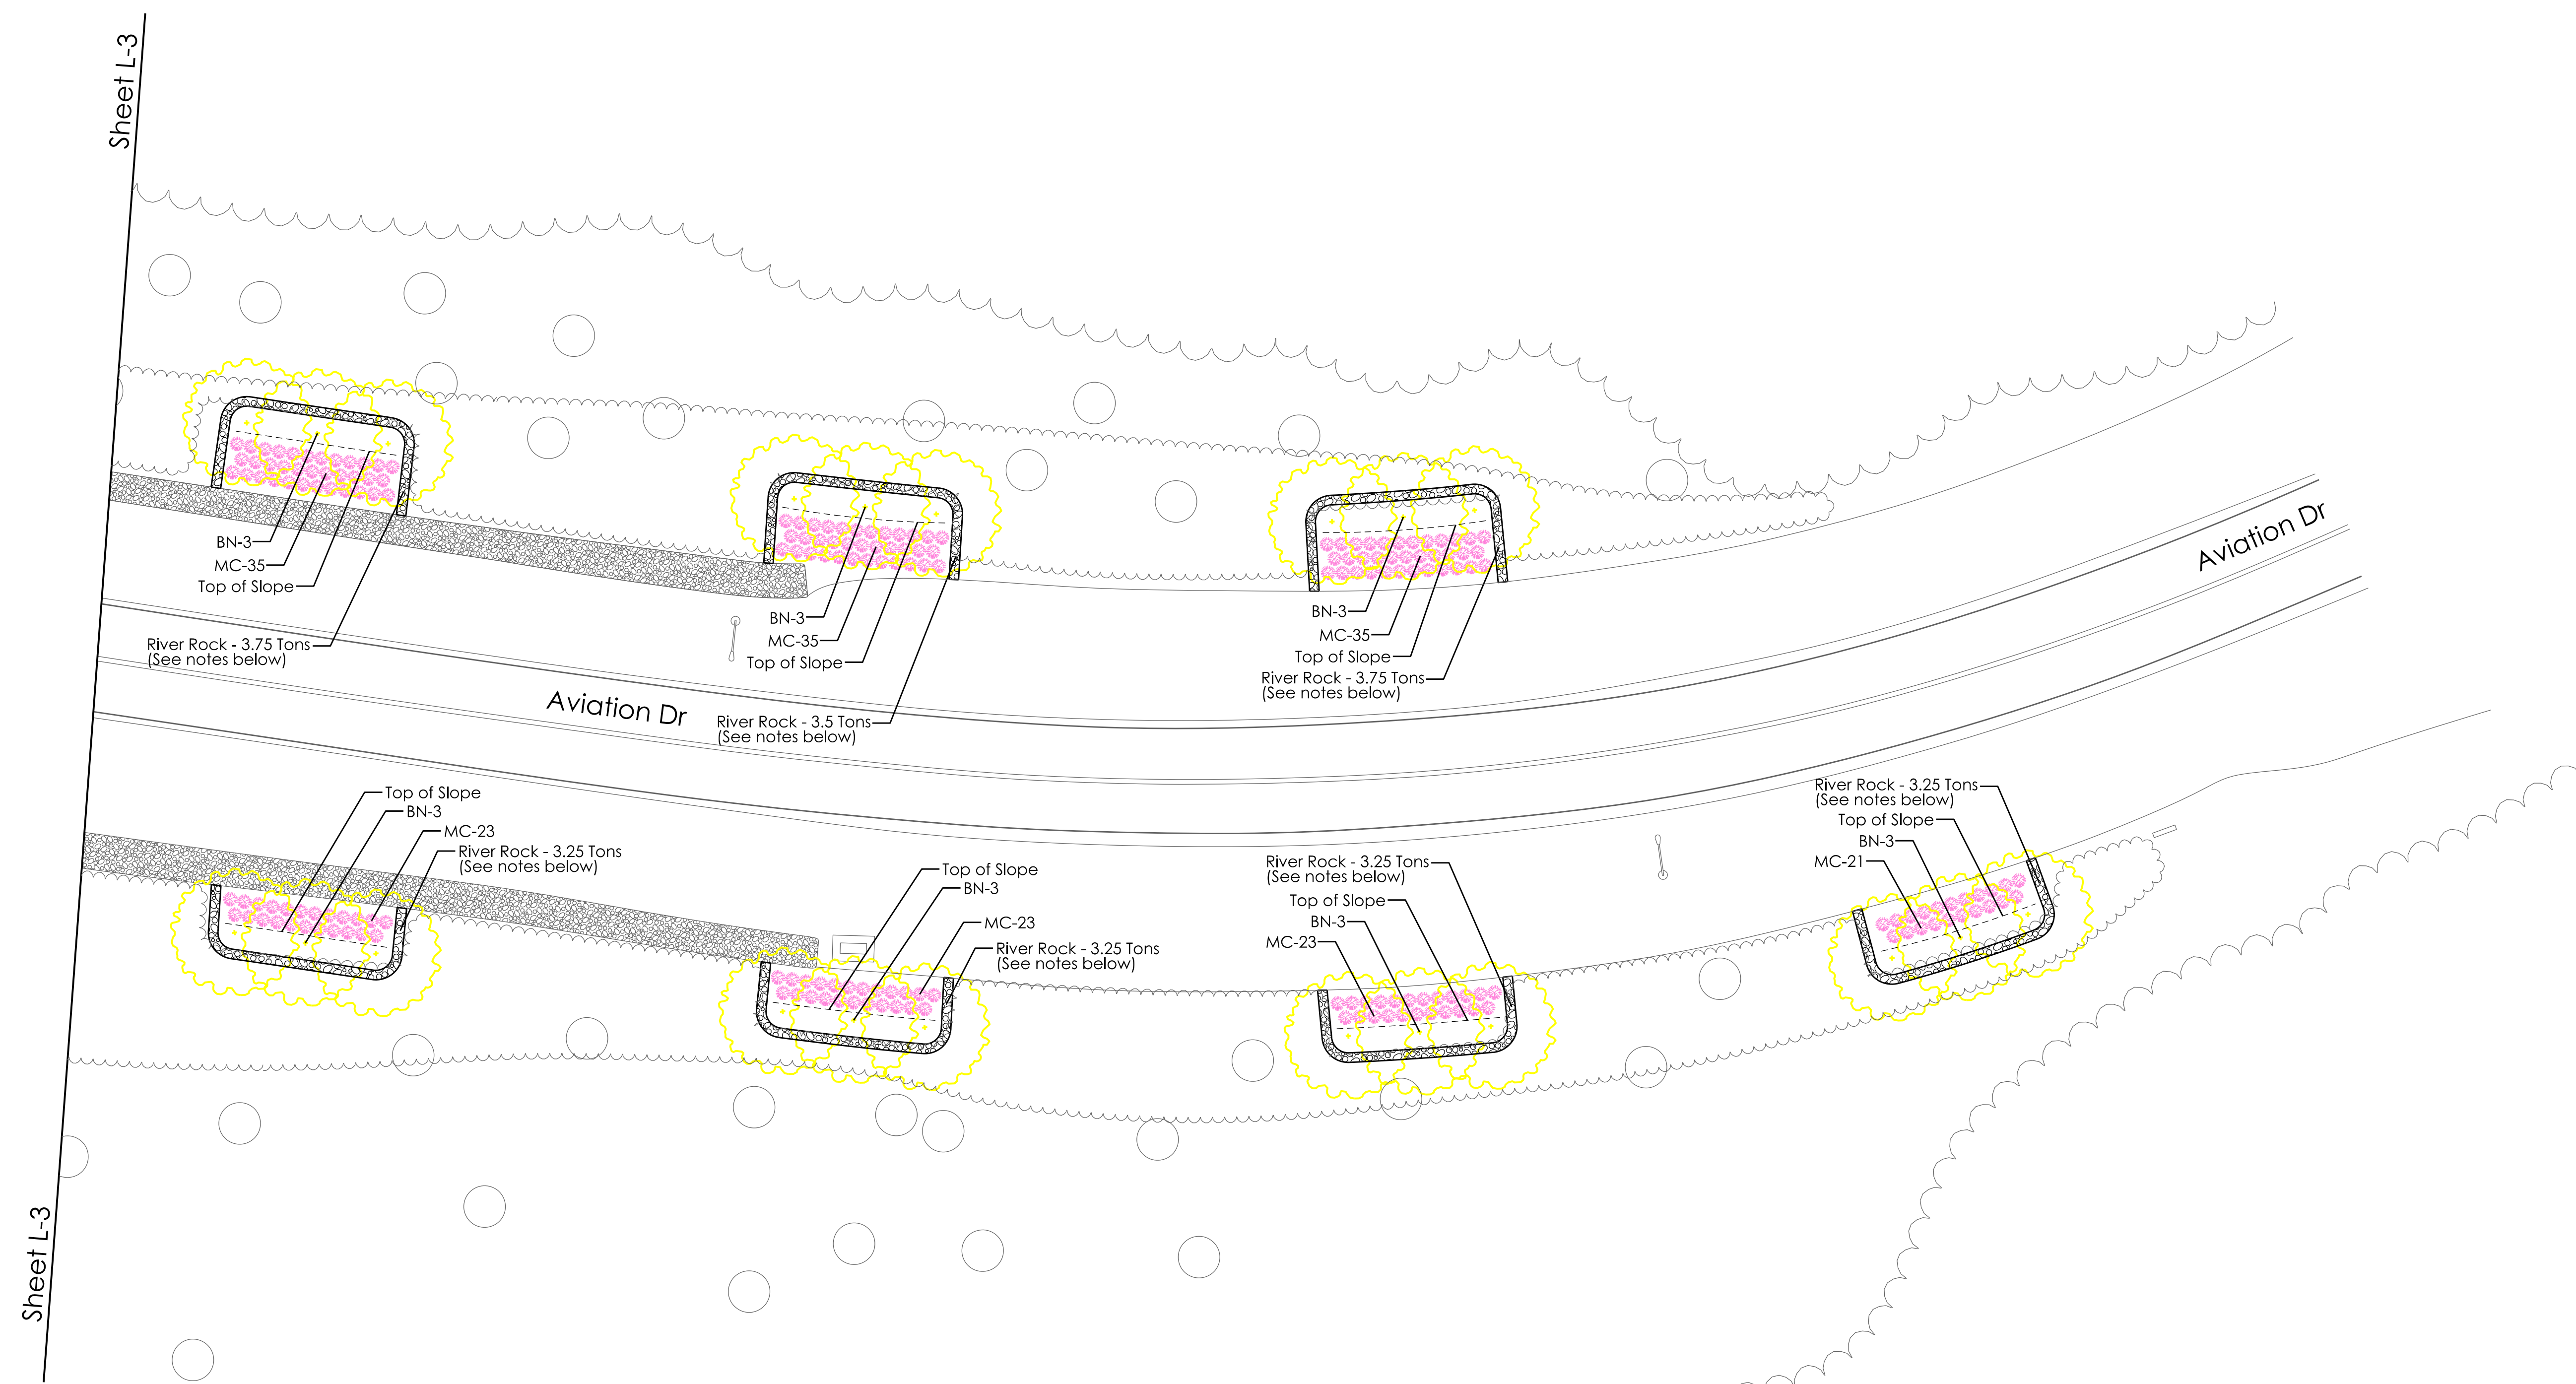 Sheet L-3
BN-3
MC-35
Top of Slope
River Rock - 3.75 Tons
(See notes below)
BN-3
MC-35
Top of Slope
River Rock - 3.5 Tons
(See notes below)
BN-3
MC-35
Top of Slope
River Rock - 3.75 Tons
(See notes below)
Aviation Dr
Aviation Dr
Top of Slope
BN-3
MC-23
River Rock - 3.25 Tons
(See notes below)
Top of Slope
BN-3
MC-23
River Rock - 3.25 Tons
(See notes below)
River Rock - 3.25 Tons
(See notes below)
Top of Slope
BN-3
MC-23
River Rock - 3.25 Tons
(See notes below)
Top of Slope
BN-3
MC-21
Sheet L-3